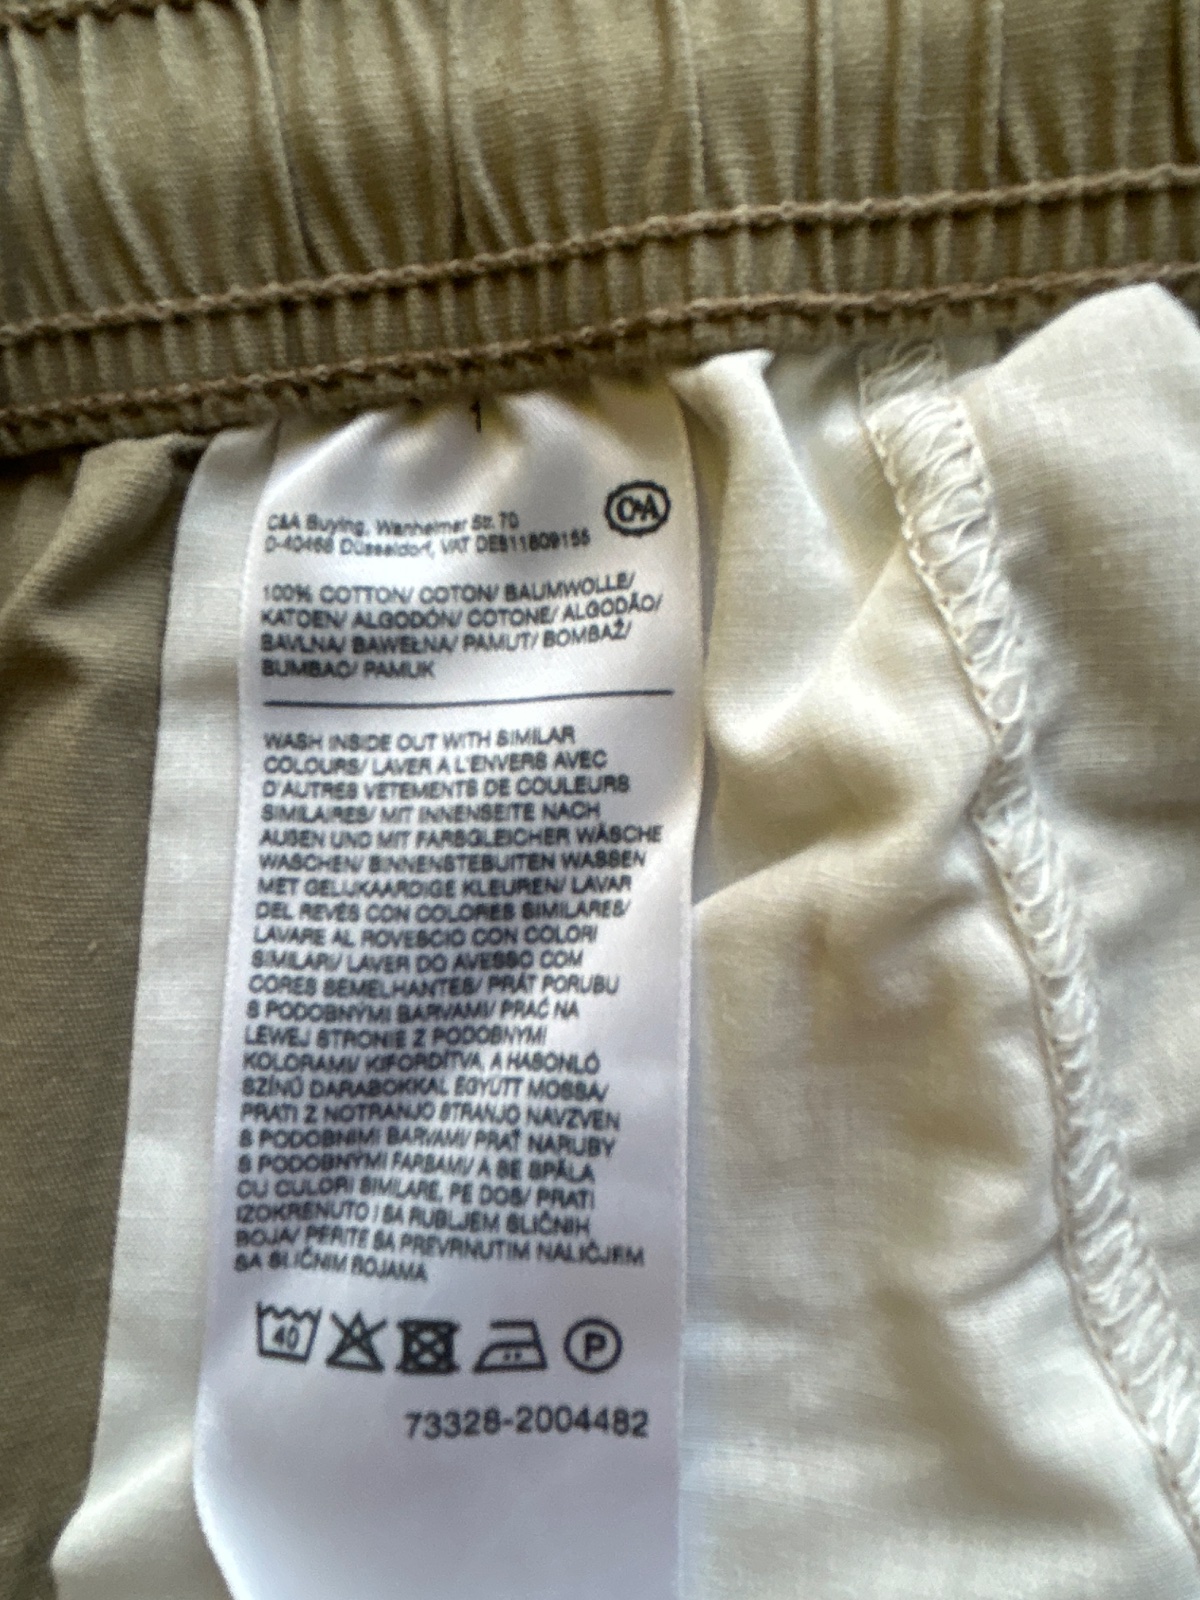 1
C&A
C&A Buying, Wanheimer Str. 70
D-40468 Düsseldorf, VAT DE811809155
100% COTTON/ COTON/ BAUMWOLLE/
KATOEN/ ALGODÓN/ COTONE/ ALGODÃO/
BAVLNA/ BAWEŁNA/ PAMUT/ BOMBAŽ/
BUMBAC/ PAMUK
WASH INSIDE OUT WITH SIMILAR
COLOURS/ LAVER A L'ENVERS AVEC
D'AUTRES VETEMENTS DE COULEURS
SIMILAIRES/ MIT INNENSEITE NACH
AUßEN UND MIT FARBGLEICHER WÄSCHE
WASCHEN/ BINNENSTEBUITEN WASSEN
MET GELIJKAARDIGE KLEUREN/ LAVAR
DEL REVÉS CON COLORES SIMILARES/
LAVARE AL ROVESCIO CON COLORI
SIMILARI/ LAVER DO AVESSO COM
CORES SEMELHANTES/ PRÁT PORUBU
S PODOBNÝMI BARVAMI/ PRAĆ NA
LEWEJ STRONIE Z PODOBNYMI
KOLORAMI/ KIFORDÍTVA, A HASONLÓ
SZÍNŰ DARABOKKAL EGYÜTT MOSSA/
PRATI Z NOTRANJO STRANJO NAVZVEN
S PODOBNIMI BARVAMI/ PRAŤ NARUBY
S PODOBNÝMI FARBAMI/ A SE SPĂLA
CU CULORI SIMILARE, PE DOS/ PRATI
IZOKRENUTO I SA RUBLJEM SLIČNIH
BOJA/ PERITE SA PREVRNUTIM NALIČJEM
SA SLIČNIM BOJAMA
40 P
73328-2004482